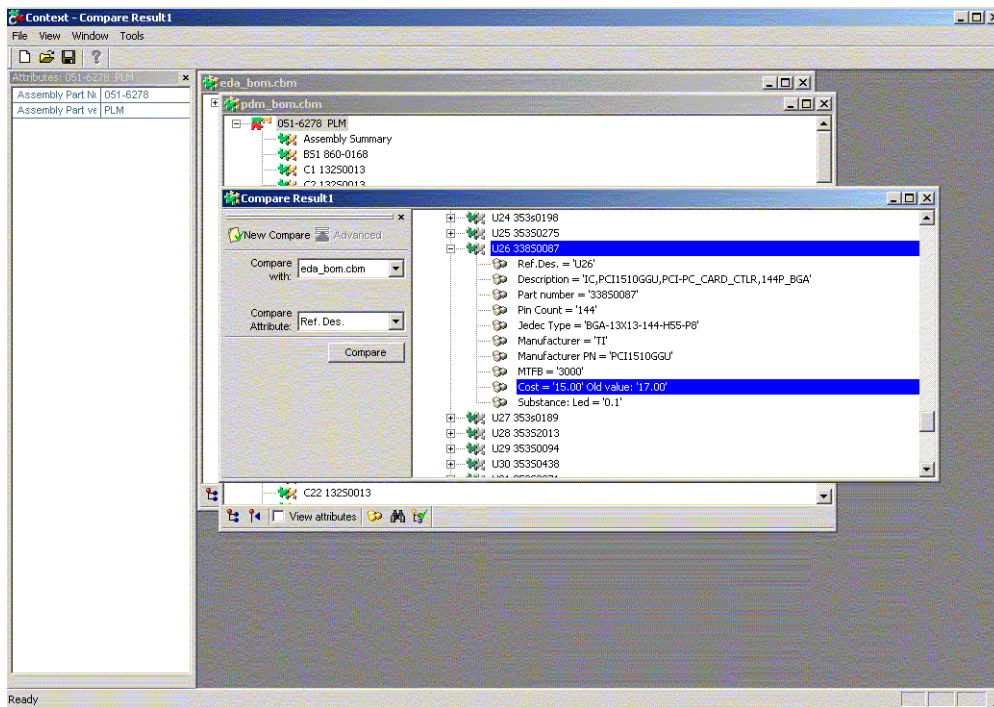 Context - Compare Result1
File View Window Tools
Attributes: 051-6278 PLM
Assembly Part Nu 051-6278
Assembly Part ve PLM
eda_bom.cbm
pdm_bom.cbm
051-6278 PLM
Assembly Summary
BS1 860-0168
C1 132S0013
C2 132S0013
Compare Result1
New Compare Advanced
Compare with: eda_bom.cbm
Compare Attribute: Ref. Des.
Compare
U24 353s0198
U25 353S0275
U26 338S0087
Ref.Des. = 'U26'
Description = 'IC,PCI1510GGU,PCI-PC_CARD_CTLR,144P_BGA'
Part number = '338S0087'
Pin Count = '144'
Jedec Type = 'BGA-13X13-144-H55-P8'
Manufacturer = 'TI'
Manufacturer PN = 'PCI1510GGU'
MTFB = '3000'
Cost = '15.00' Old value: '17.00'
Substance: Led = '0.1'
U27 353s0189
U28 353S2013
U29 353S0094
U30 353S0438
C22 132S0013
View attributes
Ready